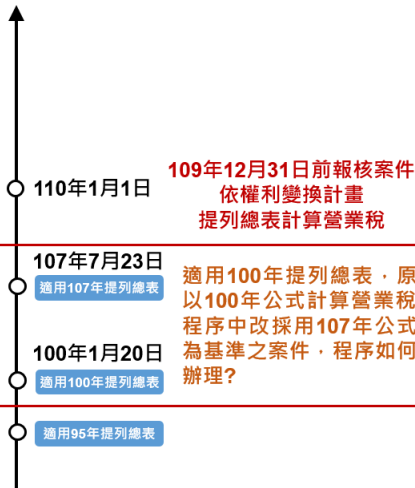 109年12月31日前報核案件
110年1月1日
依權利變換計畫
提列總表計算營業稅
107年7月23日
適用107年提列總表
適用100年提列總表，原
以100年公式計算營業稅
程序中改採用107年公式
為基準之案件，程序如何
辦理?
100年1月20日
適用100年提列總表
適用95年提列總表